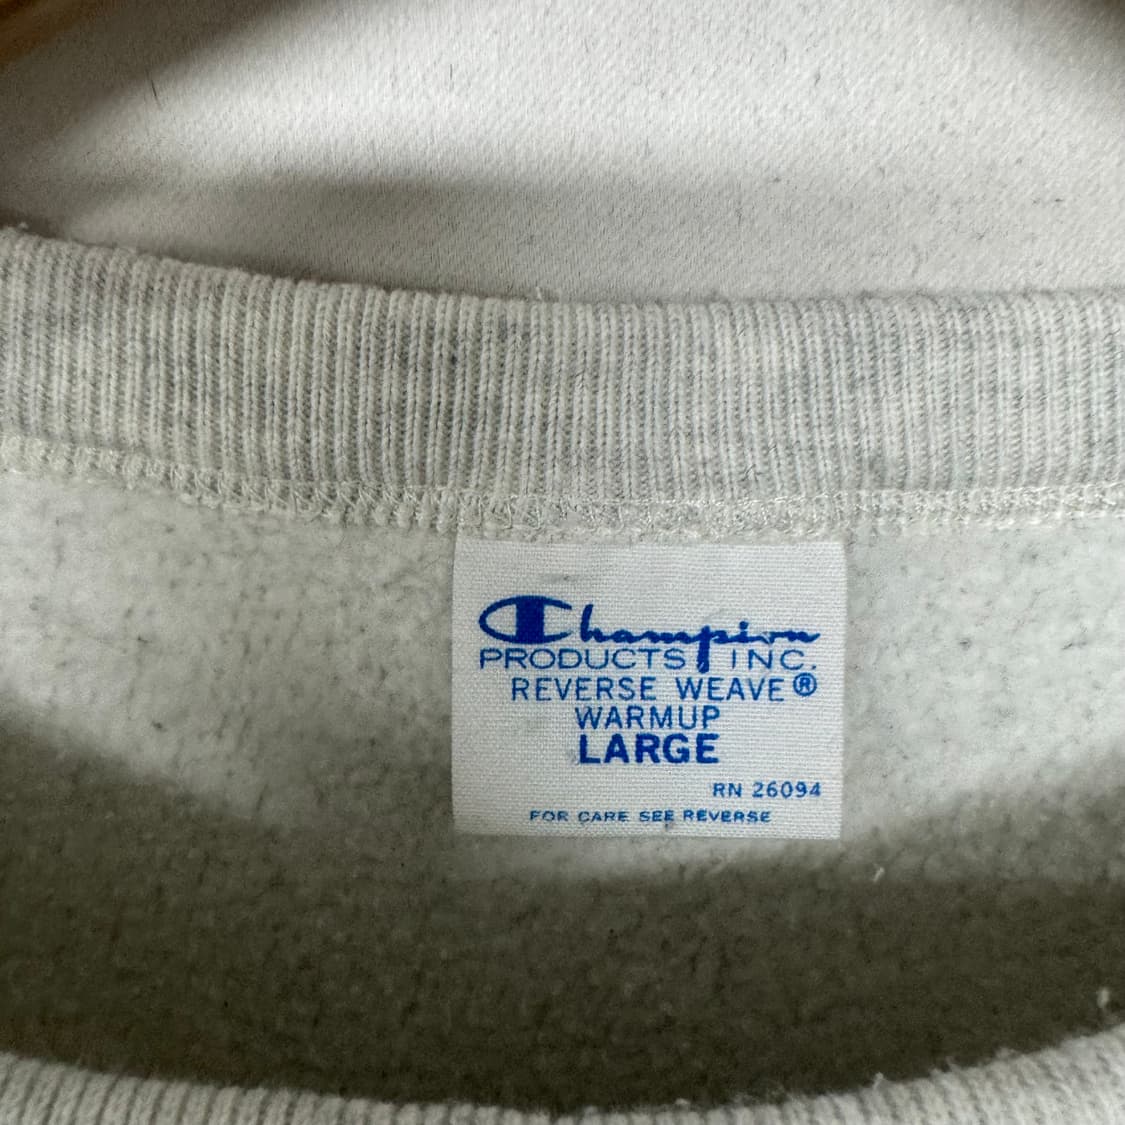 Champion
PRODUCTS INC.
REVERSE WEAVE®
WARMUP
LARGE
RN 26094
FOR CARE SEE REVERSE